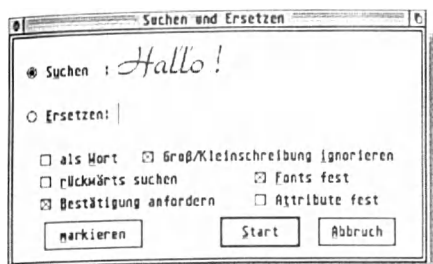 Suchen und Ersetzen
Suchen : Hallo!
Ersetzen:
als Wort Groß/Kleinschreibung ignorieren
rückwärts suchen Fonts fest
Bestätigung anfordern Attribute fest
markieren Start Abbruch